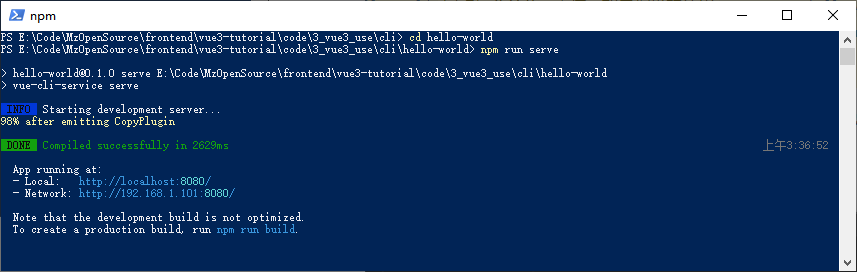 npm
PS E:\Code\MzOpenSource\frontend\vue3-tutorial\code\3_vue3_use\cli> cd hello-world
PS E:\Code\MzOpenSource\frontend\vue3-tutorial\code\3_vue3_use\cli\hello-world> npm run serve
> hello-world@0.1.0 serve E:\Code\MzOpenSource\frontend\vue3-tutorial\code\3_vue3_use\cli\hello-world
> vue-cli-service serve
INFO Starting development server...
98% after emitting CopyPlugin
DONE Compiled successfully in 2629ms 上午3:36:52
App running at:
- Local: http://localhost:8080/
- Network: http://192.168.1.101:8080/
Note that the development build is not optimized.
To create a production build, run npm run build.